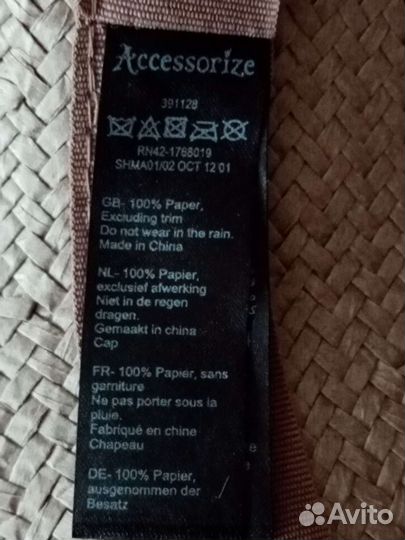 Accessorize
391128
RN42-1768019
SHMA01/02 OCT 12 01
GB- 100% Paper,
Excluding trim
Do not wear in the rain.
Made in China
NL- 100% Papier,
exclusief afwerking
Niet in de regen
dragen.
Gemaakt in china
Cap
FR- 100% Papier, sans
garniture
Ne pas porter sous la
pluie.
Fabriqué en chine
Chapeau
DE- 100% Papier,
ausgenommen der
Besatz
Avito